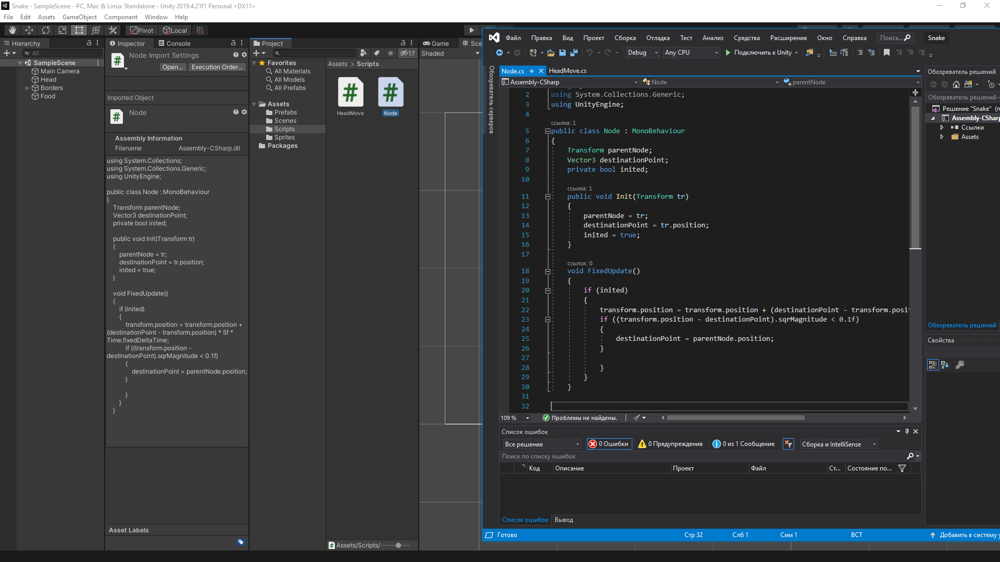 Snake - SampleScene - PC, Mac & Linux Standalone - Unity 2019.4.21f1 Personal <DX11>
File Edit Assets GameObject Component Window Help
Pivot Local
Hierarchy
All
SampleScene
Main Camera
Head
Borders
Food
Inspector Console
Node Import Settings
Open... Execution Order...
Imported Object
Node
Assembly Information
Filename Assembly-CSharp.dll
using System.Collections;
using System.Collections.Generic;
using UnityEngine;
public class Node : MonoBehaviour
{
Transform parentNode;
Vector3 destinationPoint;
private bool inited;
public void Init(Transform tr)
{
parentNode = tr;
destinationPoint = tr.position;
inited = true;
}
void FixedUpdate()
{
if (inited)
{
transform.position = transform.position +
(destinationPoint - transform.position) * 5f *
Time.fixedDeltaTime;
if ((transform.position -
destinationPoint).sqrMagnitude < 0.1f)
{
destinationPoint = parentNode.position;
}
}
}
}
Asset Labels
Project
17
Favorites
All Materials
All Models
All Prefabs
Assets
Prefabs
Scenes
Scripts
Sprites
Packages
Assets > Scripts
HeadMove Node
Assets/Scripts/
Game Sce
Shaded
Файл Правка Вид Проект Сборка Отладка Тест Анализ Средства Расширения Окно Справка Поиск... Snake
Debug Any CPU Подключить к Unity
Обозреватель серверов
Node.cs HeadMove.cs
Assembly-CSharp Node parentNode
2 using System.Collections.Generic;
3 using UnityEngine;
4
ссылка: 1
5 public class Node : MonoBehaviour
6 {
7 Transform parentNode;
8 Vector3 destinationPoint;
9 private bool inited;
10
ссылка: 1
11 public void Init(Transform tr)
12 {
13 parentNode = tr;
14 destinationPoint = tr.position;
15 inited = true;
16 }
17
ссылок: 0
18 void FixedUpdate()
19 {
20 if (inited)
21 {
22 transform.position = transform.position + (destinationPoint - transform.posit
23 if ((transform.position - destinationPoint).sqrMagnitude < 0.1f)
24 {
25 destinationPoint = parentNode.position;
26 }
27
28 }
29 }
30 }
31
32
109 % Проблемы не найдены.
Список ошибок
Все решение 0 Ошибки 0 Предупреждения 0 из 1 Сообщение Сборка и IntelliSense
Поиск по списку ошибок
Код Описание Проект Файл Ст... Состояние по...
Список ошибок Вывод
Готово Стр 32 Слб 1 Сим 1 ВСТ Добавить в систему
Обозреватель решений
Обозреватель решений –
Решение "Snake" (п
Assembly-CSharp
Ссылки
Assets
Обозреватель решений
Свойства